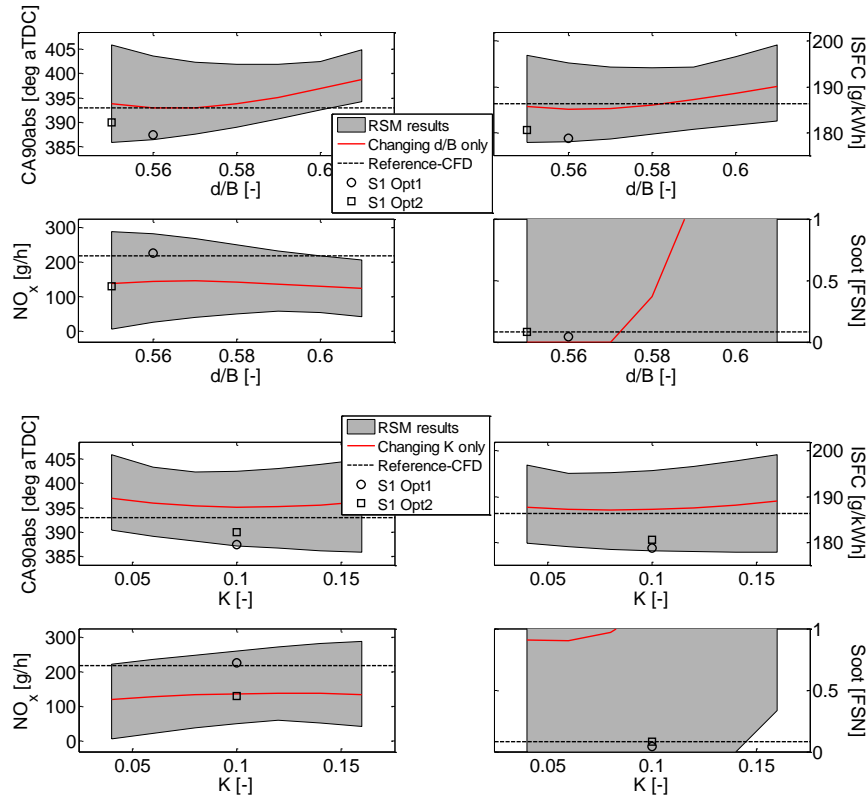 CA90abs [deg aTDC]
405
400
395
390
385
0.56
0.58
0.6
d/B [-]
ISFC [g/kWh]
200
190
180
0.56
0.58
0.6
d/B [-]
RSM results
Changing d/B only
Reference-CFD
S1 Opt1
S1 Opt2
NOx [g/h]
300
200
100
0
0.56
0.58
0.6
d/B [-]
Soot [FSN]
1
0.5
0
0.56
0.58
0.6
d/B [-]
CA90abs [deg aTDC]
405
400
395
390
385
0.05
0.1
0.15
K [-]
ISFC [g/kWh]
200
190
180
0.05
0.1
0.15
K [-]
RSM results
Changing K only
Reference-CFD
S1 Opt1
S1 Opt2
NOx [g/h]
300
200
100
0
0.05
0.1
0.15
K [-]
Soot [FSN]
1
0.5
0
0.05
0.1
0.15
K [-]